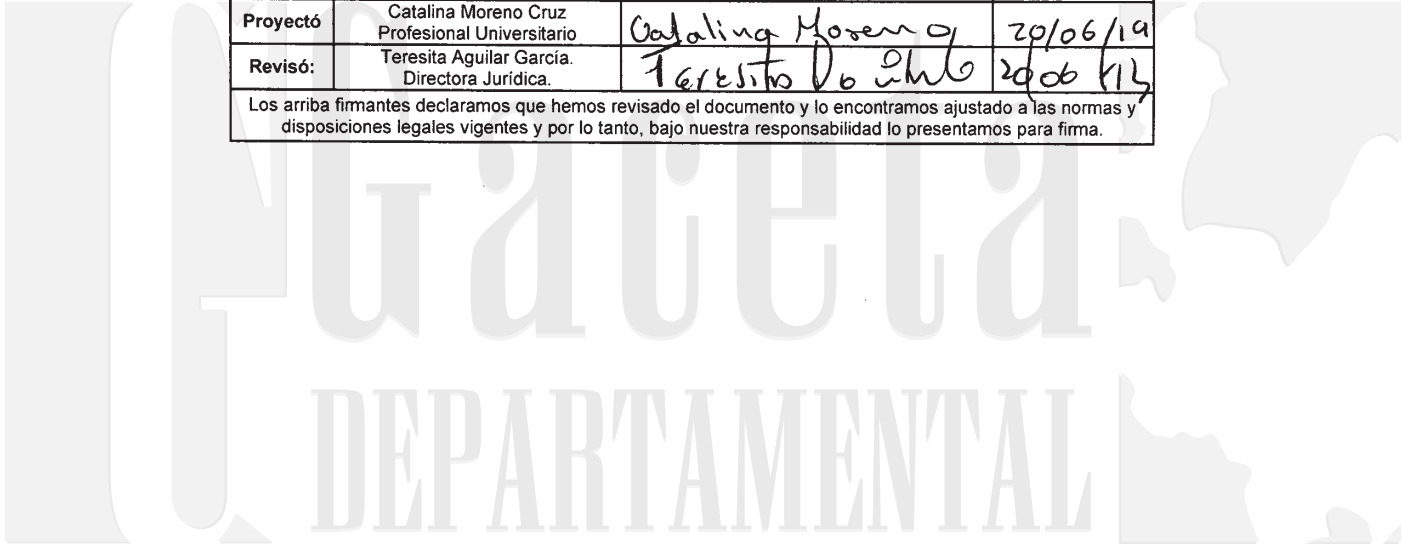 Proyectó
Catalina Moreno Cruz
Profesional Universitario
Catalina Moreno
20/06/19
Revisó:
Teresita Aguilar García.
Directora Jurídica.
Teresita
Los arriba firmantes declaramos que hemos revisado el documento y lo encontramos ajustado a las normas y
disposiciones legales vigentes y por lo tanto, bajo nuestra responsabilidad lo presentamos para firma.
Gaceta
DEPARTAMENTAL